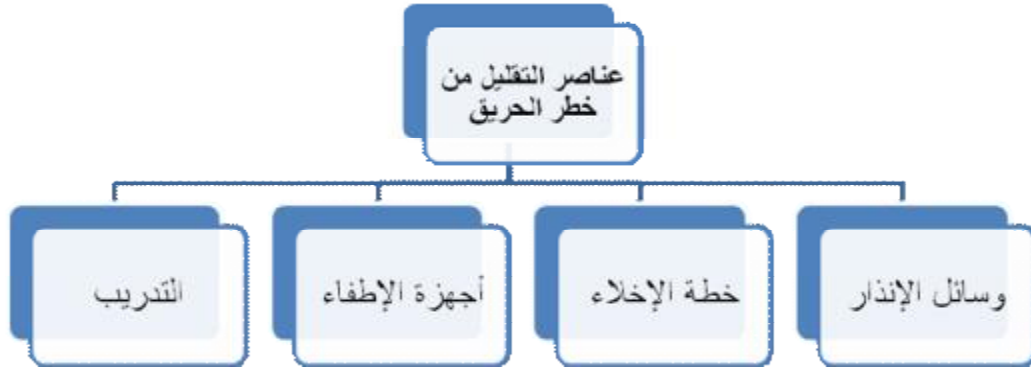 عناصر التقليل من
خطر الحريق
وسائل الإنذار
خطة الإخلاء
أجهزة الإطفاء
التدريب